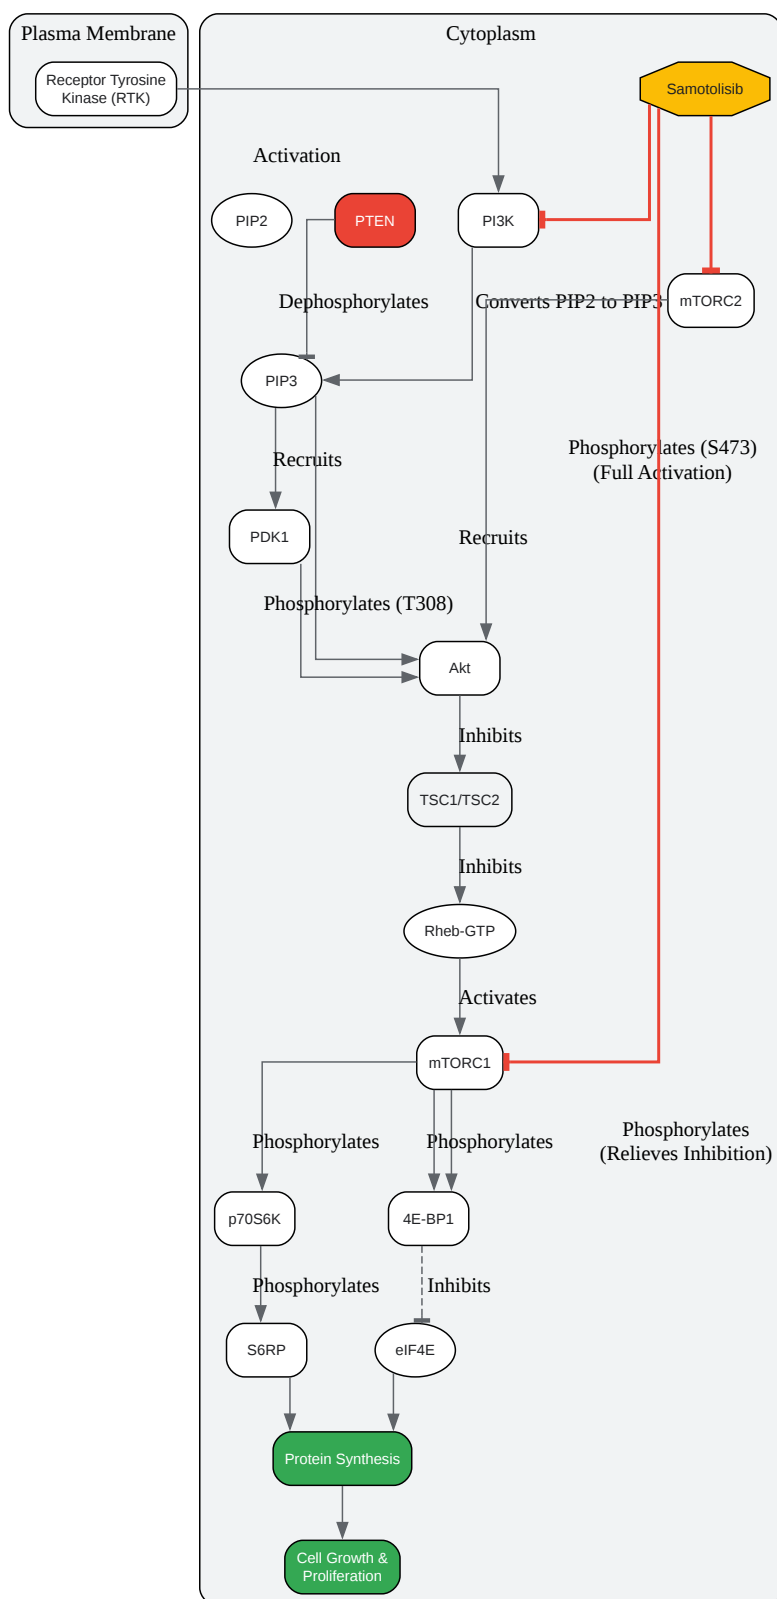 Plasma Membrane
Cytoplasm
Receptor Tyrosine
Kinase (RTK)
Samotolisib
Activation
PIP2
PTEN
PI3K
Dephosphorylates
Converts PIP2 to PIP3
mTORC2
PIP3
Recruits
Phosphorylates (S473)
(Full Activation)
PDK1
Recruits
Phosphorylates (T308)
Akt
Inhibits
TSC1/TSC2
Inhibits
Rheb-GTP
Activates
mTORC1
Phosphorylates
Phosphorylates
Phosphorylates
(Relieves Inhibition)
p70S6K
4E-BP1
Phosphorylates
Inhibits
S6RP
eIF4E
Protein Synthesis
Cell Growth &
Proliferation